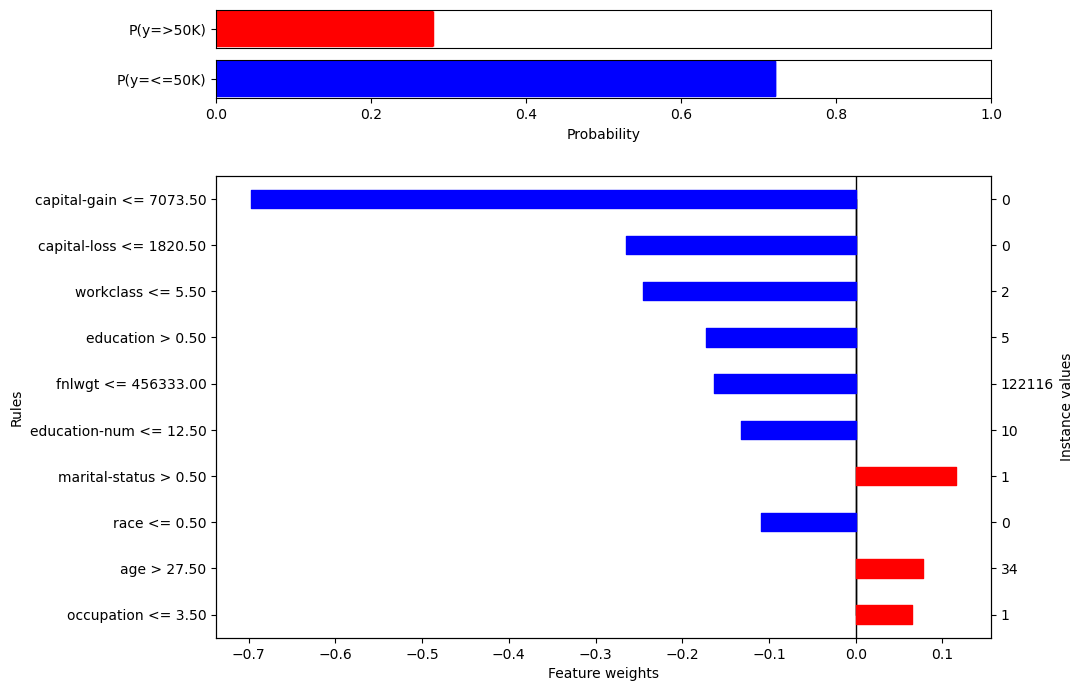 P(y=>50K)
P(y=<=50K)
0.0 0.2 0.4 0.6 0.8 1.0
Probability
capital-gain <= 7073.50 0
capital-loss <= 1820.50 0
workclass <= 5.50 2
education > 0.50 5
fnlwgt <= 456333.00 122116
education-num <= 12.50 10
marital-status > 0.50 1
race <= 0.50 0
age > 27.50 34
occupation <= 3.50 1
Rules
Instance values
−0.7 −0.6 −0.5 −0.4 −0.3 −0.2 −0.1 0.0 0.1
Feature weights